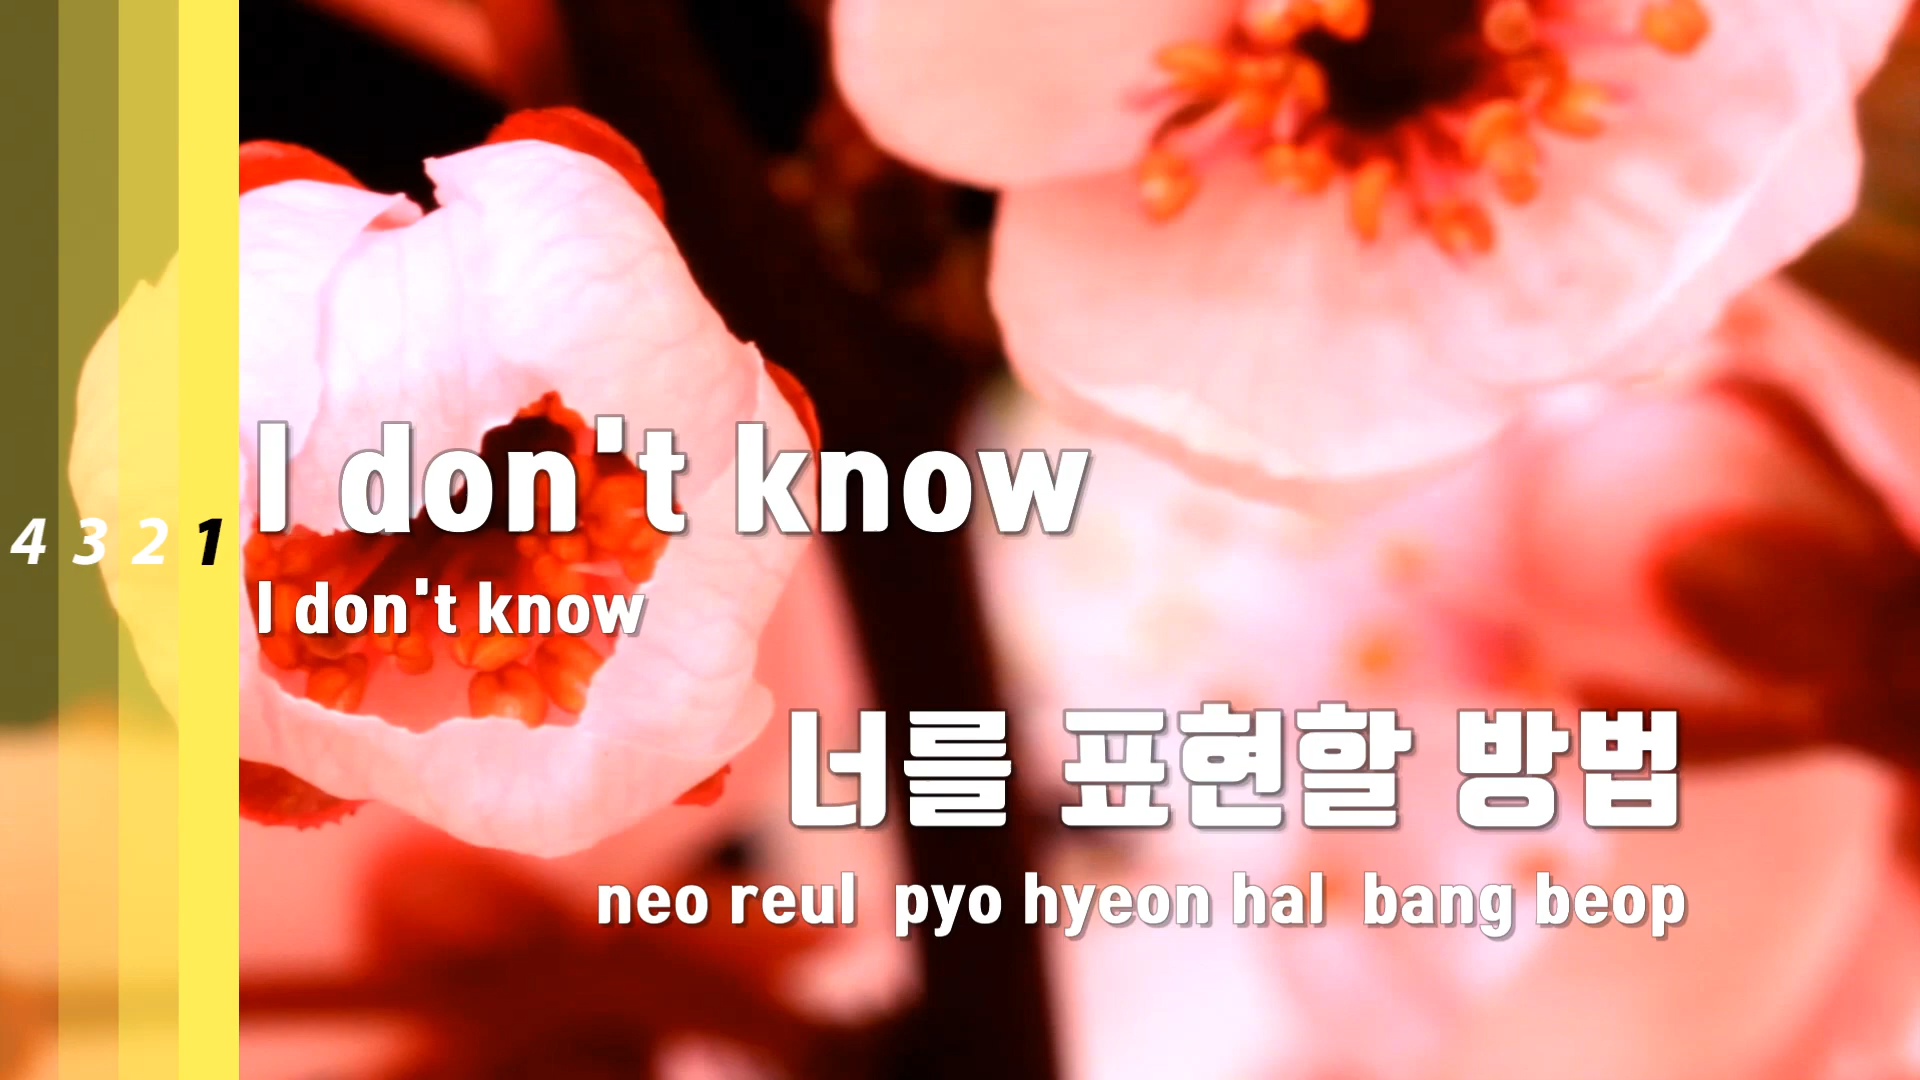 4 3 2 1
I don't know
I don't know
너를 표현할 방법
neo reul pyo hyeon hal bang beop